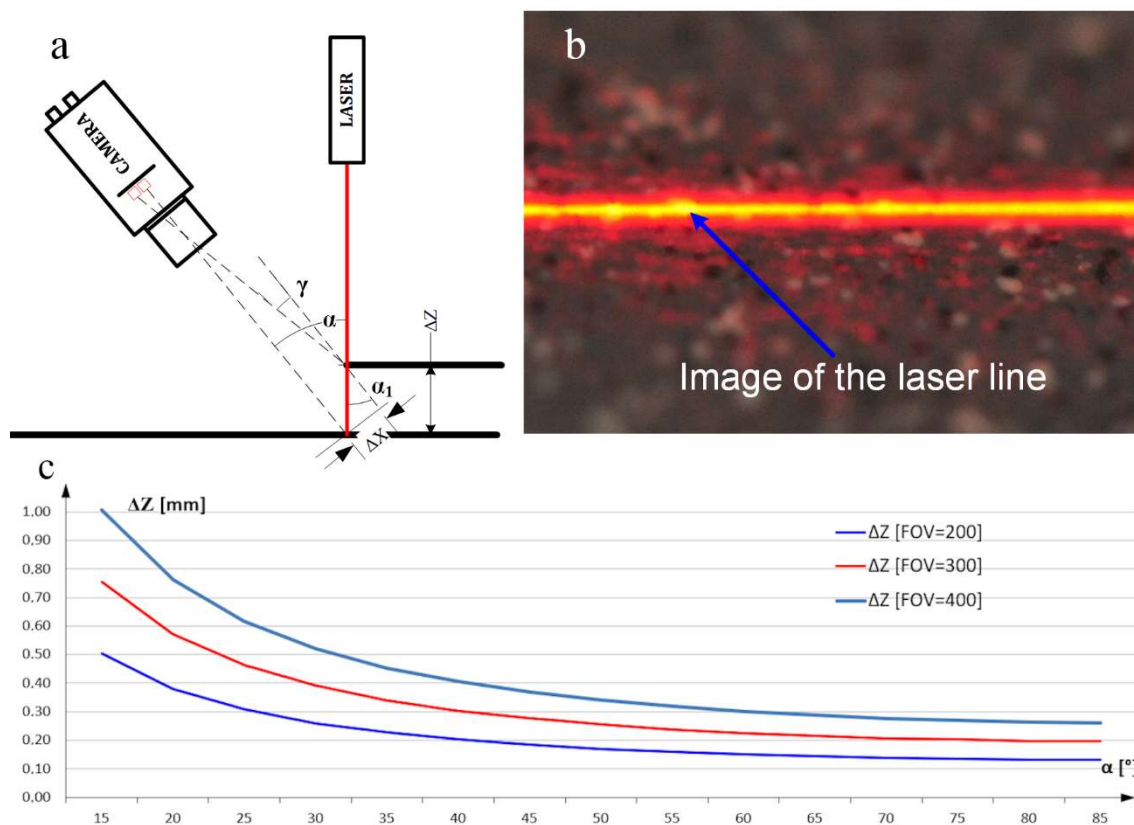 a
LASER
CAMERA
γ
α
ΔZ
α1
ΔX
b
Image of the laser line
c
ΔZ [mm]
1.00
0.90
0.80
0.70
0.60
0.50
0.40
0.30
0.20
0.10
0.00
ΔZ [FOV=200]
ΔZ [FOV=300]
ΔZ [FOV=400]
α [°]
15 20 25 30 35 40 45 50 55 60 65 70 75 80 85